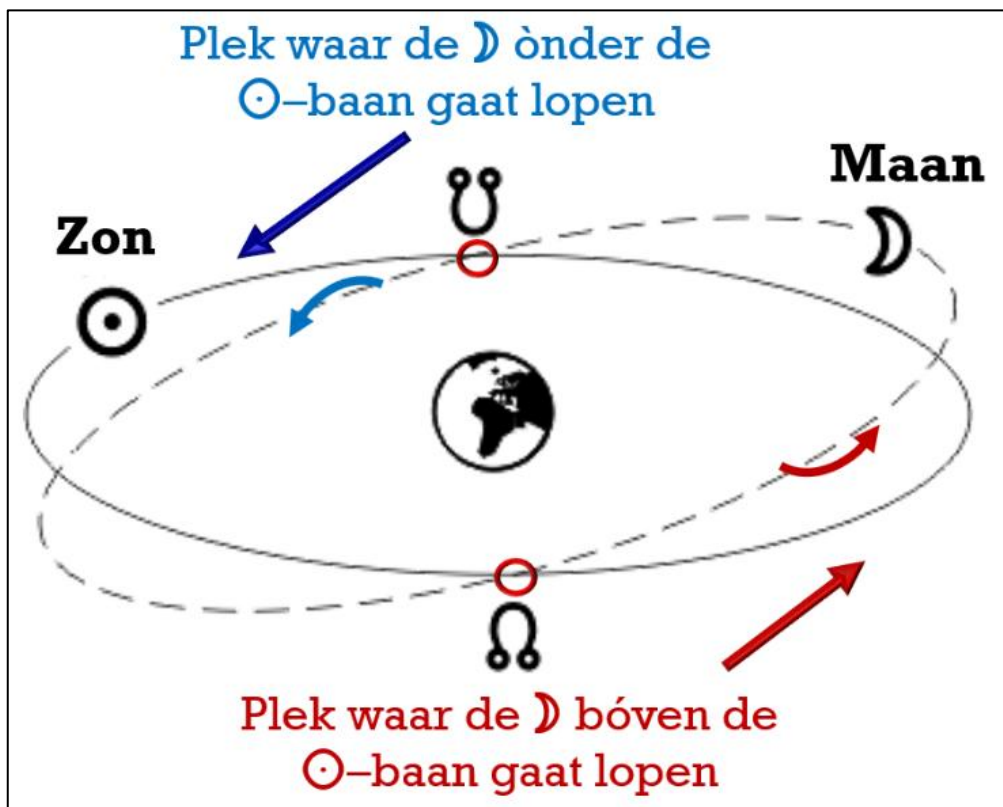 Plek waar de ☽ ònder de
☉–baan gaat lopen
Maan
Zon
☋
☽
☉
☊
Plek waar de ☽ bóven de
☉–baan gaat lopen